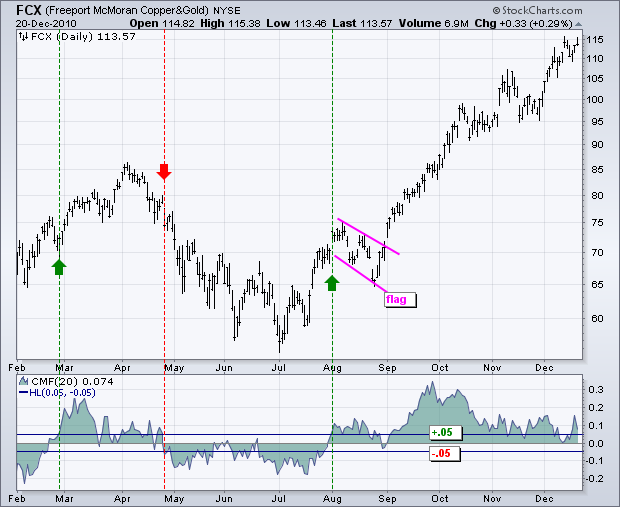 FCX (Freeport McMoran Copper&Gold) NYSE © StockCharts.com
20-Dec-2010 Open 114.82 High 115.38 Low 113.46 Last 113.57 Volume 6.9M Chg +0.33 (+0.29%)
FCX (Daily) 113.57
115
110
105
100
95
90
85
80
75
70
65
60
flag
Feb Mar Apr May Jun Jul Aug Sep Oct Nov Dec
CMF(20) 0.074
HL(0.05, -0.05)
0.3
0.2
0.1
0.0
-0.1
-0.2
+.05
-.05
Feb Mar Apr May Jun Jul Aug Sep Oct Nov Dec